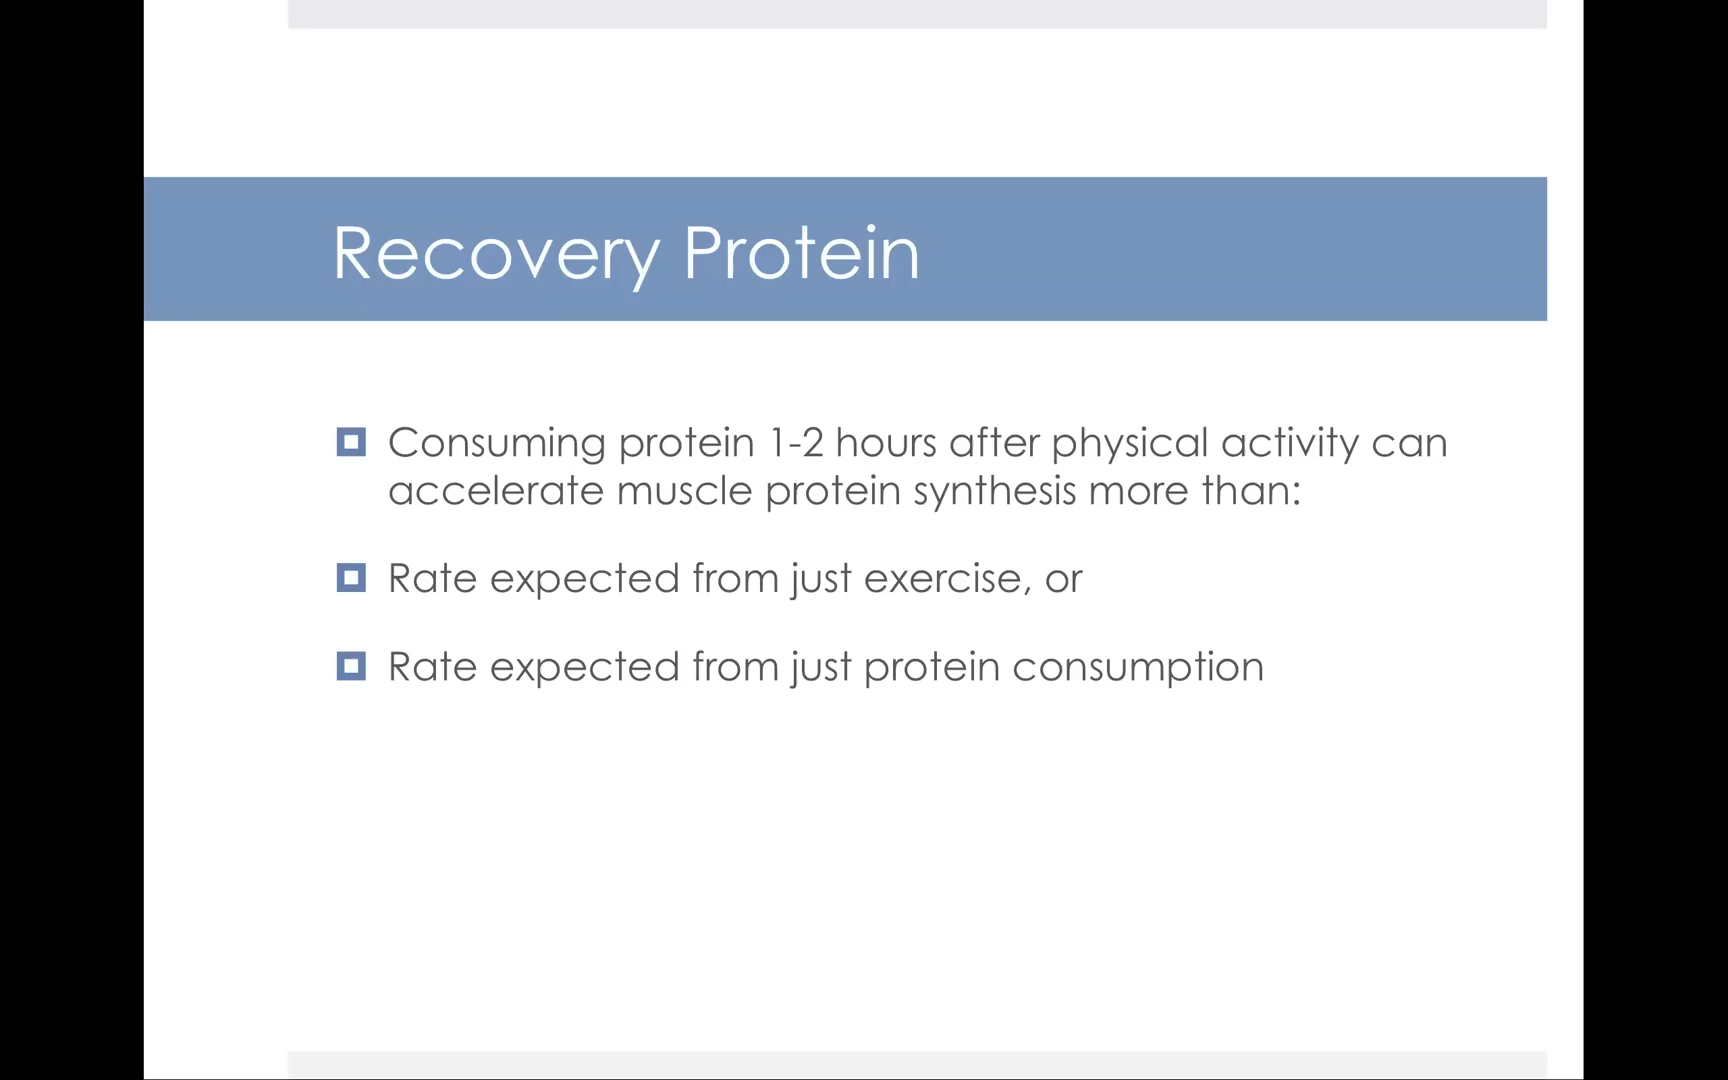 Recovery Protein
Consuming protein 1-2 hours after physical activity can
accelerate muscle protein synthesis more than:
Rate expected from just exercise, or
Rate expected from just protein consumption